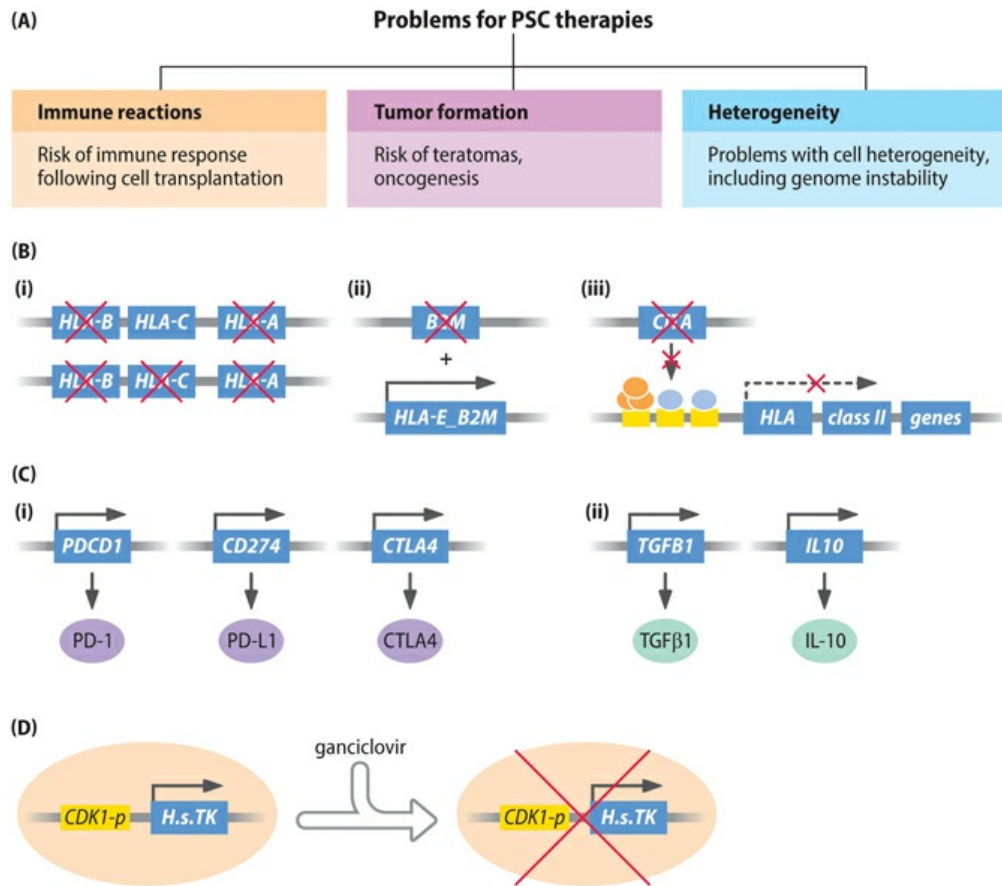 (A)
Problems for PSC therapies
Immune reactions
Risk of immune response
following cell transplantation
Tumor formation
Risk of teratomas,
oncogenesis
Heterogeneity
Problems with cell heterogeneity,
including genome instability
(B)
(i)
HLA-B HLA-C HLA-A
HLA-B HLA-C HLA-A
(ii)
B2M
+
HLA-E_B2M
(iii)
CIITA
HLA class II genes
(C)
(i)
PDCD1 CD274 CTLA4
PD-1 PD-L1 CTLA4
(ii)
TGFB1 IL10
TGFβ1 IL-10
(D)
CDK1-p H.s.TK
ganciclovir
CDK1-p H.s.TK